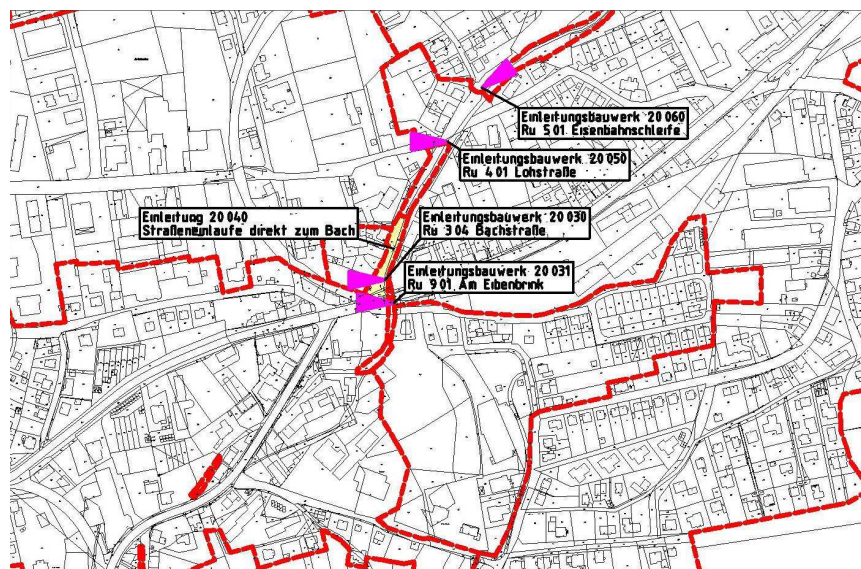 Einleitungsbauwerk 20 060
Ru 501 Eisenbahnschleife
Einleitungsbauwerk 20 050
Ru 401 Lohstraße
Einleitung 20 040
Straßeneinlaufe direkt zum Bach
Einleitungsbauwerk 20 030
Ru 304 Bachstraße
Einleitungsbauwerk 20 031
Ru 901 Am Eibenbrink